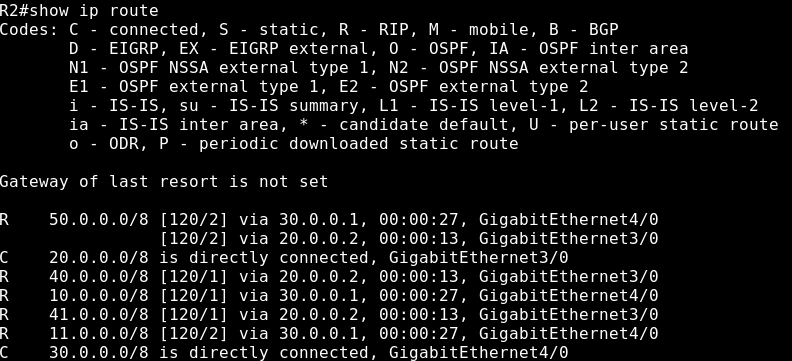 R2#show ip route
Codes: C - connected, S - static, R - RIP, M - mobile, B - BGP
       D - EIGRP, EX - EIGRP external, O - OSPF, IA - OSPF inter area
       N1 - OSPF NSSA external type 1, N2 - OSPF NSSA external type 2
       E1 - OSPF external type 1, E2 - OSPF external type 2
       i - IS-IS, su - IS-IS summary, L1 - IS-IS level-1, L2 - IS-IS level-2
       ia - IS-IS inter area, * - candidate default, U - per-user static route
       o - ODR, P - periodic downloaded static route
Gateway of last resort is not set
R    50.0.0.0/8 [120/2] via 30.0.0.1, 00:00:27, GigabitEthernet4/0
                [120/2] via 20.0.0.2, 00:00:13, GigabitEthernet3/0
C    20.0.0.0/8 is directly connected, GigabitEthernet3/0
R    40.0.0.0/8 [120/1] via 20.0.0.2, 00:00:13, GigabitEthernet3/0
R    10.0.0.0/8 [120/1] via 30.0.0.1, 00:00:27, GigabitEthernet4/0
R    41.0.0.0/8 [120/1] via 20.0.0.2, 00:00:13, GigabitEthernet3/0
R    11.0.0.0/8 [120/2] via 30.0.0.1, 00:00:27, GigabitEthernet4/0
C    30.0.0.0/8 is directly connected, GigabitEthernet4/0